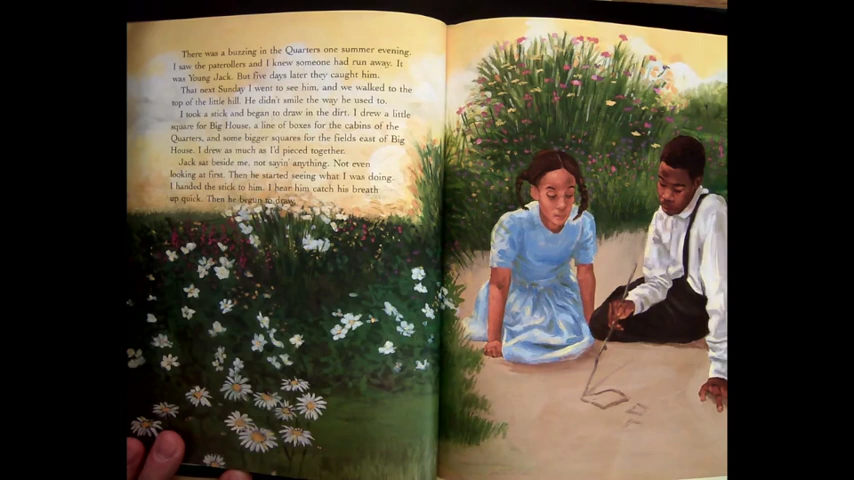 There was a buzzing in the Quarters one summer evening.
I saw the paterollers and I knew someone had run away. It
was Young Jack. But five days later they caught him.
That next Sunday I went to see him, and we walked to the
top of the little hill. He didn't smile the way he used to.
I took a stick and began to draw in the dirt. I drew a little
square for Big House, a line of boxes for the cabins of the
Quarters, and some bigger squares for the fields east of Big
House. I drew as much as I'd pieced together.
Jack sat beside me, not sayin' anything. Not even
looking at first. Then he started seeing what I was doing.
I handed the stick to him. I hear him catch his breath
up quick. Then he begun to draw.